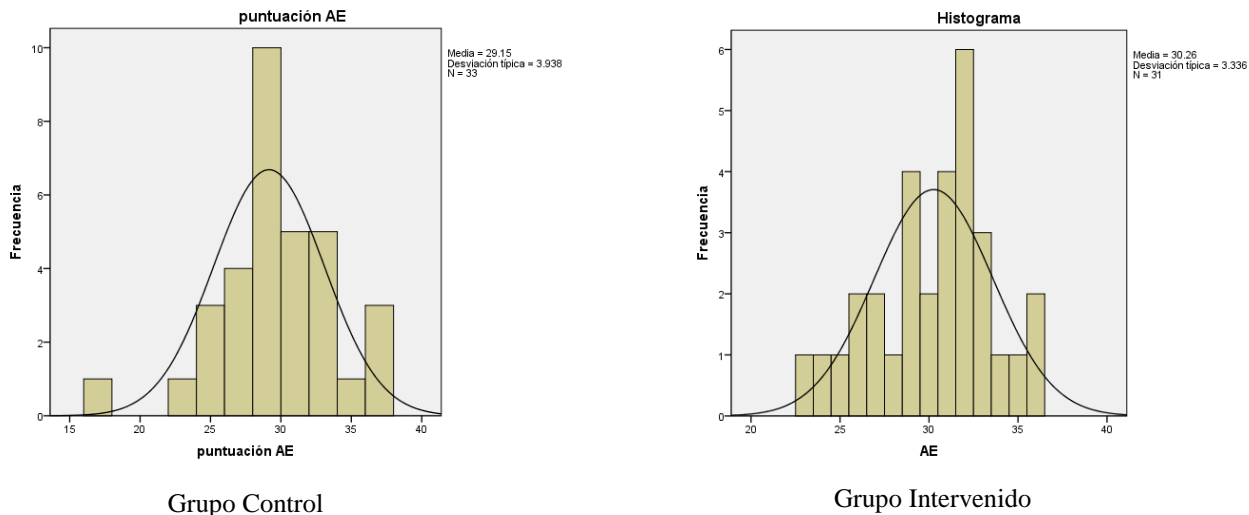 puntuación AE
Media = 29.15
Desviación típica = 3.938
N = 33
10
8
6
4
2
0
Frecuencia
15 20 25 30 35 40
puntuación AE
Grupo Control
Histograma
Media = 30.26
Desviación típica = 3.336
N = 31
6
5
4
3
2
1
0
Frecuencia
20 25 30 35 40
AE
Grupo Intervenido